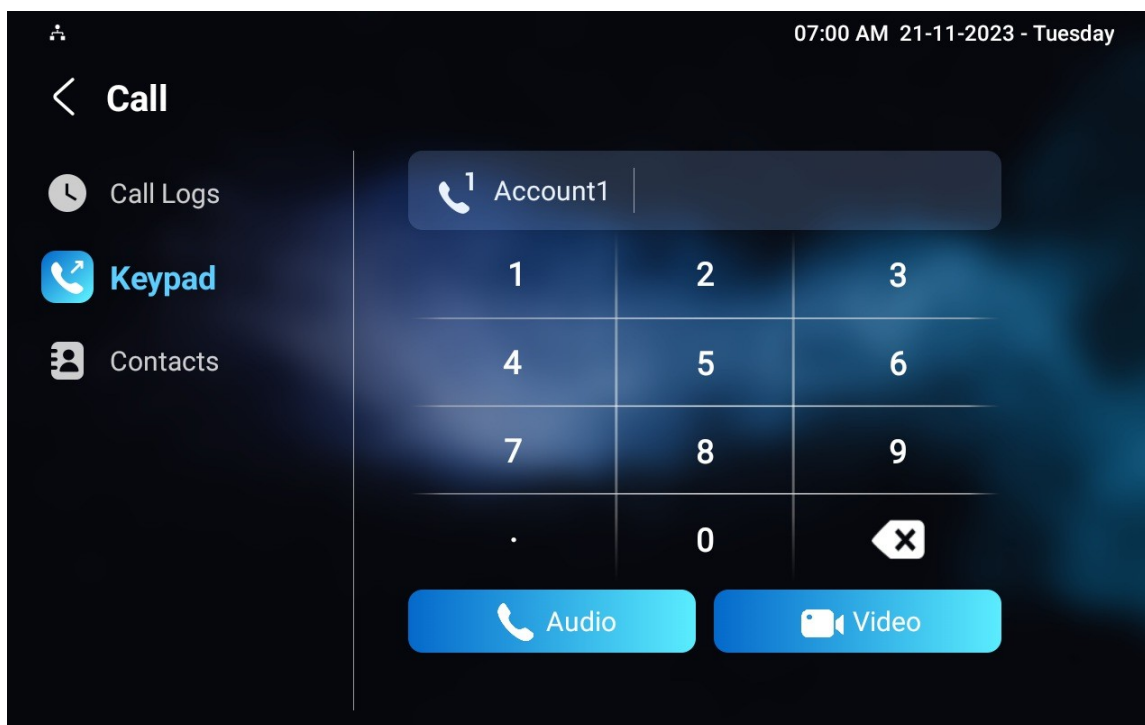 07:00 AM 21-11-2023 - Tuesday
Call
Call Logs
Keypad
Contacts
1 Account1
1 2 3
4 5 6
7 8 9
. 0
Audio Video